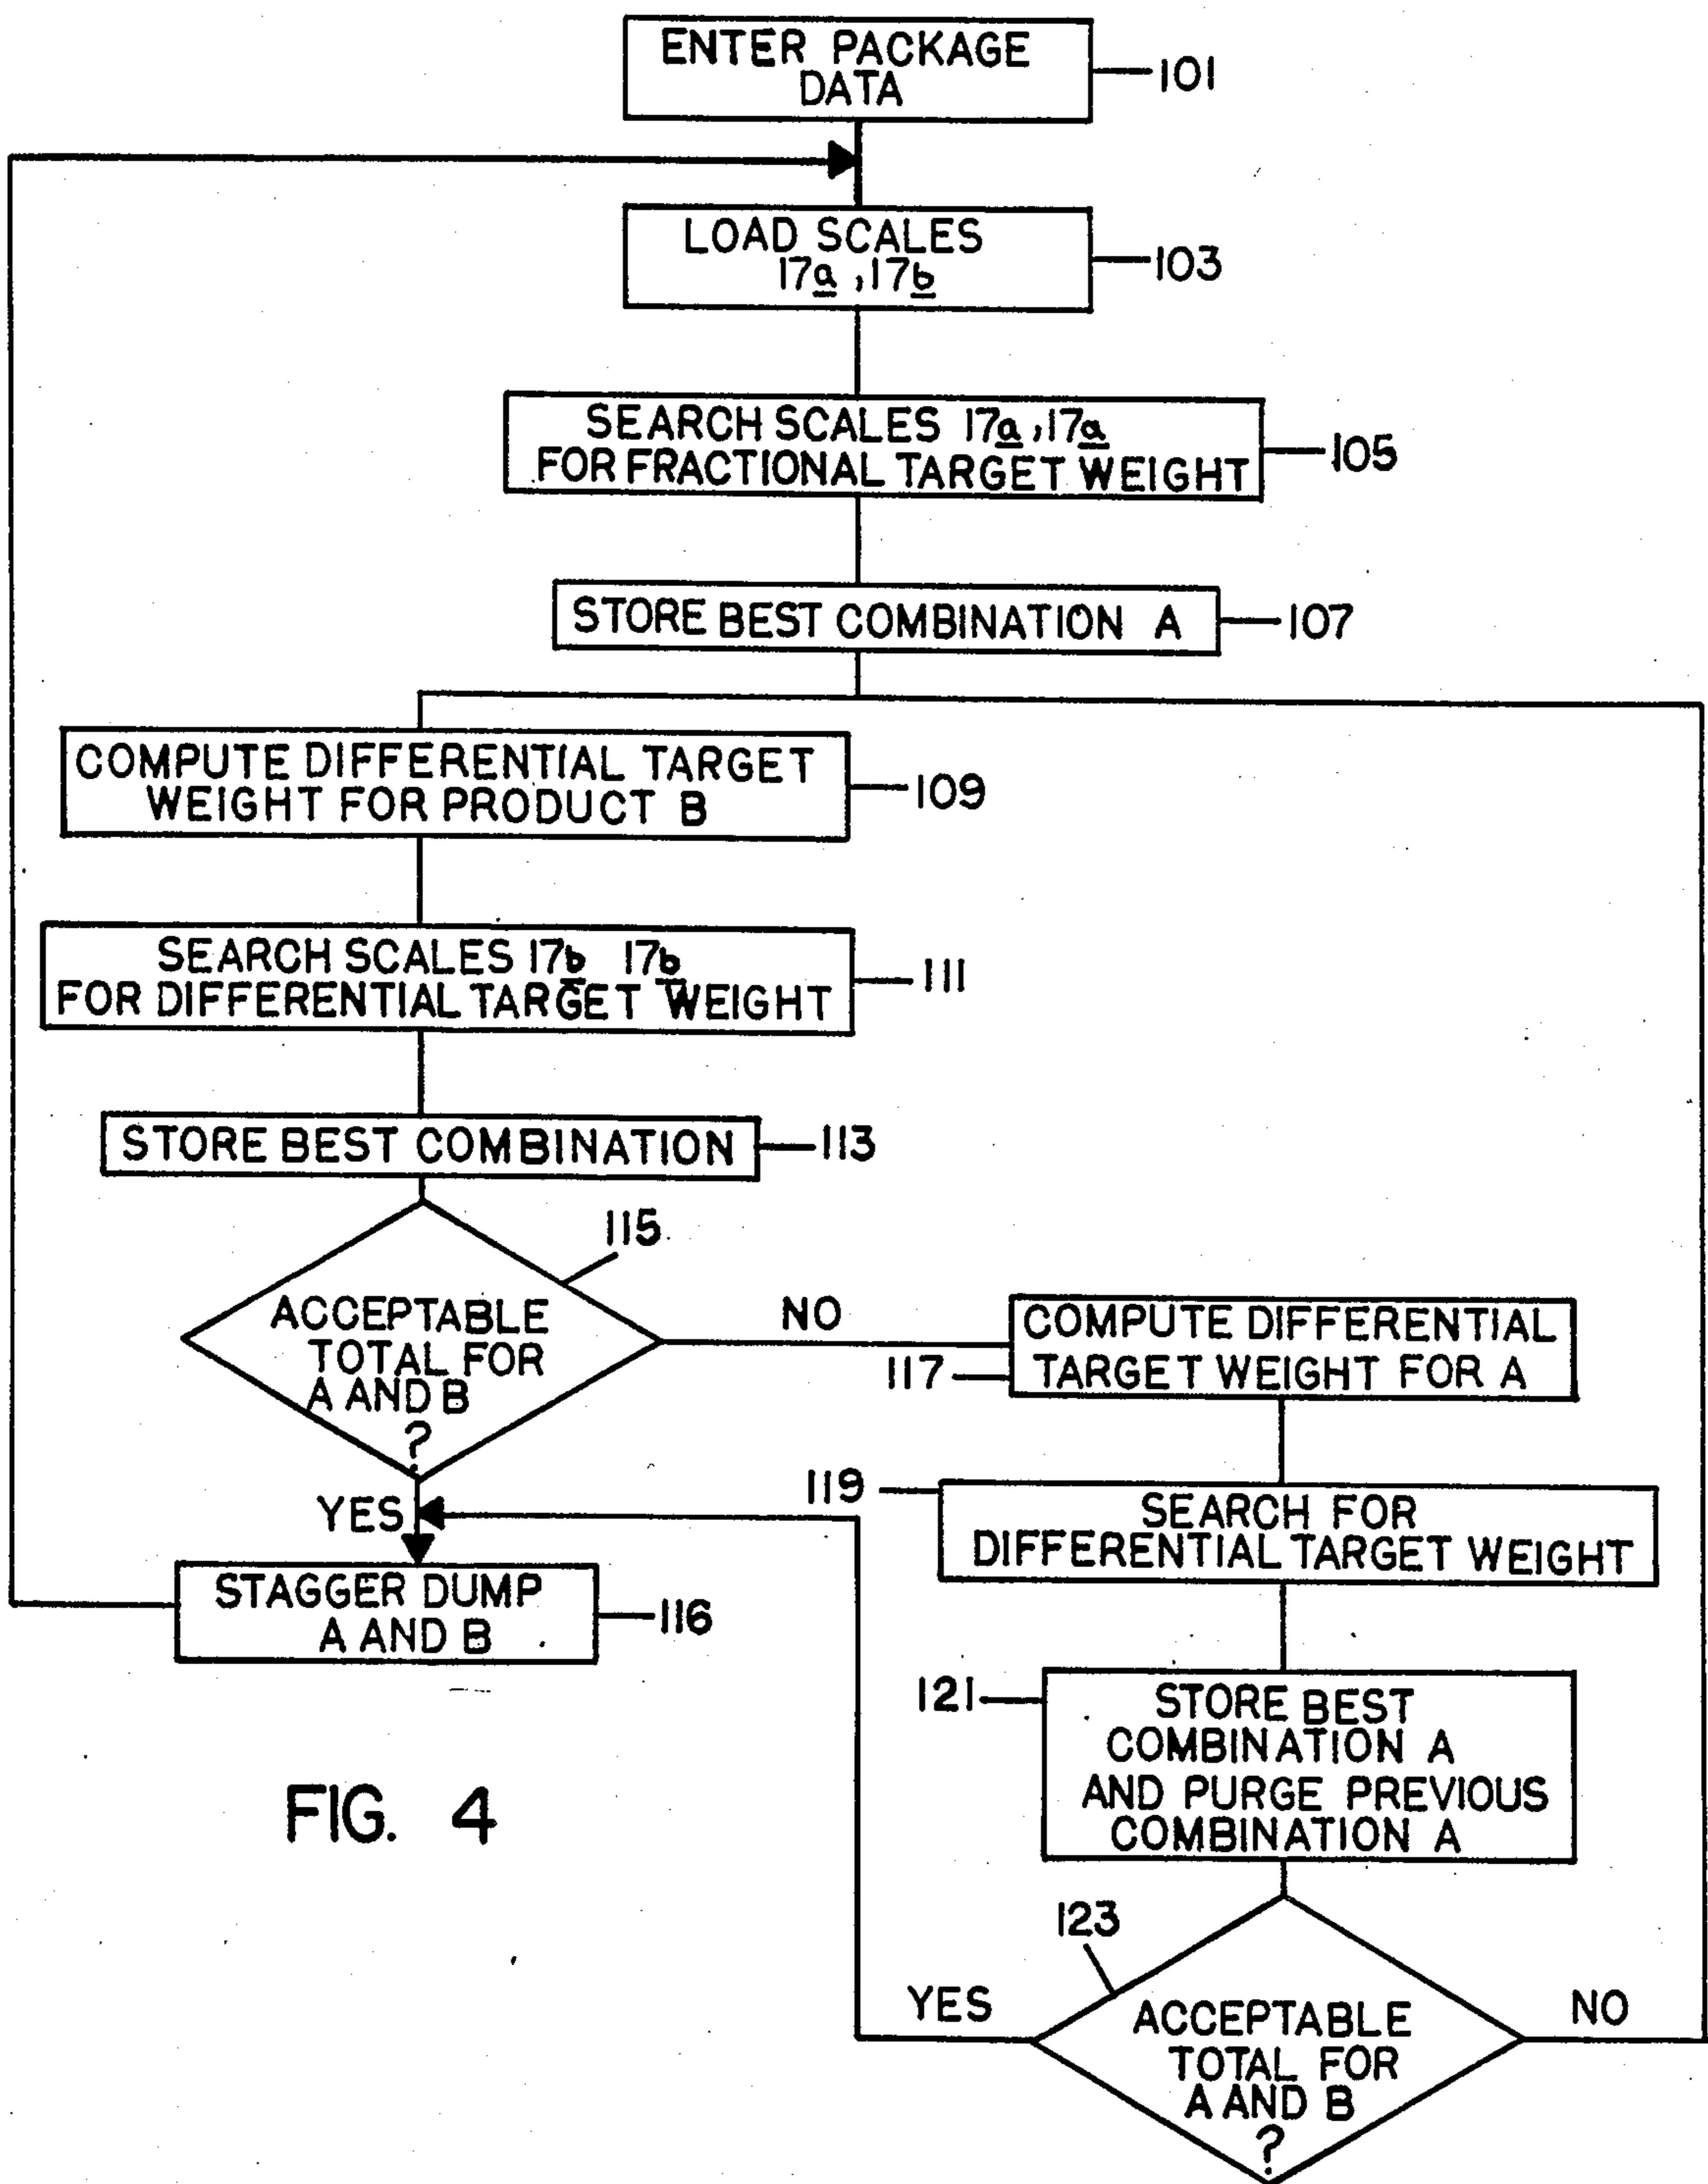 ENTER PACKAGE
DATA
101
LOAD SCALES
17a, 17b
103
SEARCH SCALES 17a, 17a
FOR FRACTIONAL TARGET WEIGHT
105
STORE BEST COMBINATION A
107
COMPUTE DIFFERENTIAL TARGET
WEIGHT FOR PRODUCT B
109
SEARCH SCALES 17b 17b
FOR DIFFERENTIAL TARGET WEIGHT
111
STORE BEST COMBINATION
113
115
ACCEPTABLE
TOTAL FOR
A AND B
?
NO
COMPUTE DIFFERENTIAL
TARGET WEIGHT FOR A
117
YES
119
SEARCH FOR
DIFFERENTIAL TARGET WEIGHT
STAGGER DUMP
A AND B
116
121
STORE BEST
COMBINATION A
AND PURGE PREVIOUS
COMBINATION A
FIG. 4
123
YES
ACCEPTABLE
TOTAL FOR
A AND B
?
NO